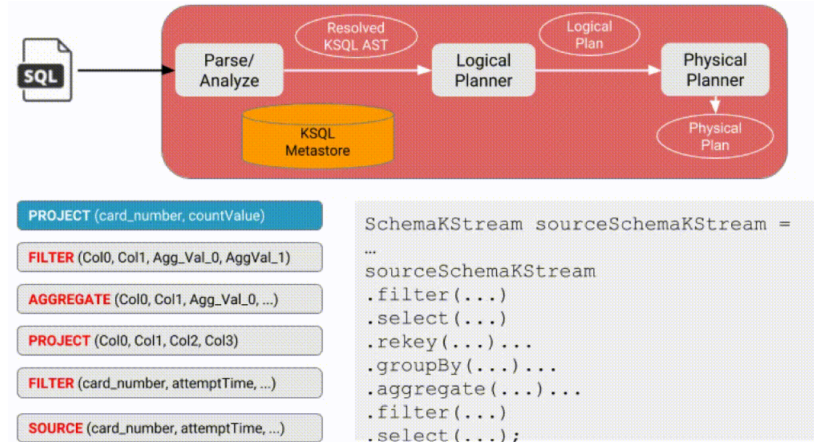 SQL
Parse/
Analyze
Resolved
KSQL AST
Logical
Planner
Logical
Plan
Physical
Planner
Physical
Plan
KSQL
Metastore
PROJECT (card_number, countValue)
FILTER (Col0, Col1, Agg_Val_0, AggVal_1)
AGGREGATE (Col0, Col1, Agg_Val_0, ...)
PROJECT (Col0, Col1, Col2, Col3)
FILTER (card_number, attemptTime, ...)
SOURCE (card_number, attemptTime, ...)
SchemaKStream sourceSchemaKStream =
…
sourceSchemaKStream
.filter(...)
.select(...)
.rekey(...)...
.groupBy(...)...
.aggregate(...)...
.filter(...)
.select(...);